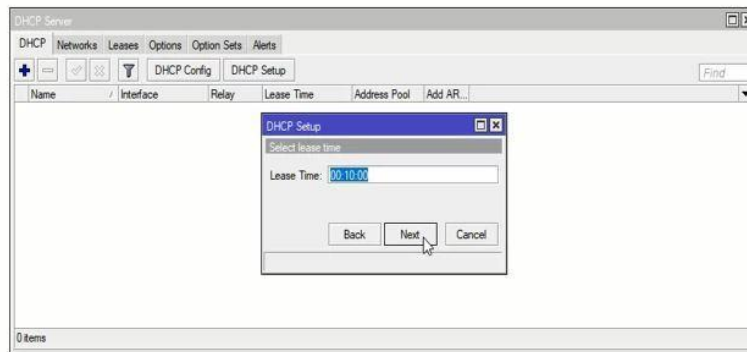 DHCP Server
DHCP Networks Leases Options Option Sets Alerts
DHCP Config DHCP Setup Find
Name / Interface Relay Lease Time Address Pool Add AR...
DHCP Setup
Select lease time
Lease Time: 00:10:00
Back Next Cancel
0 items